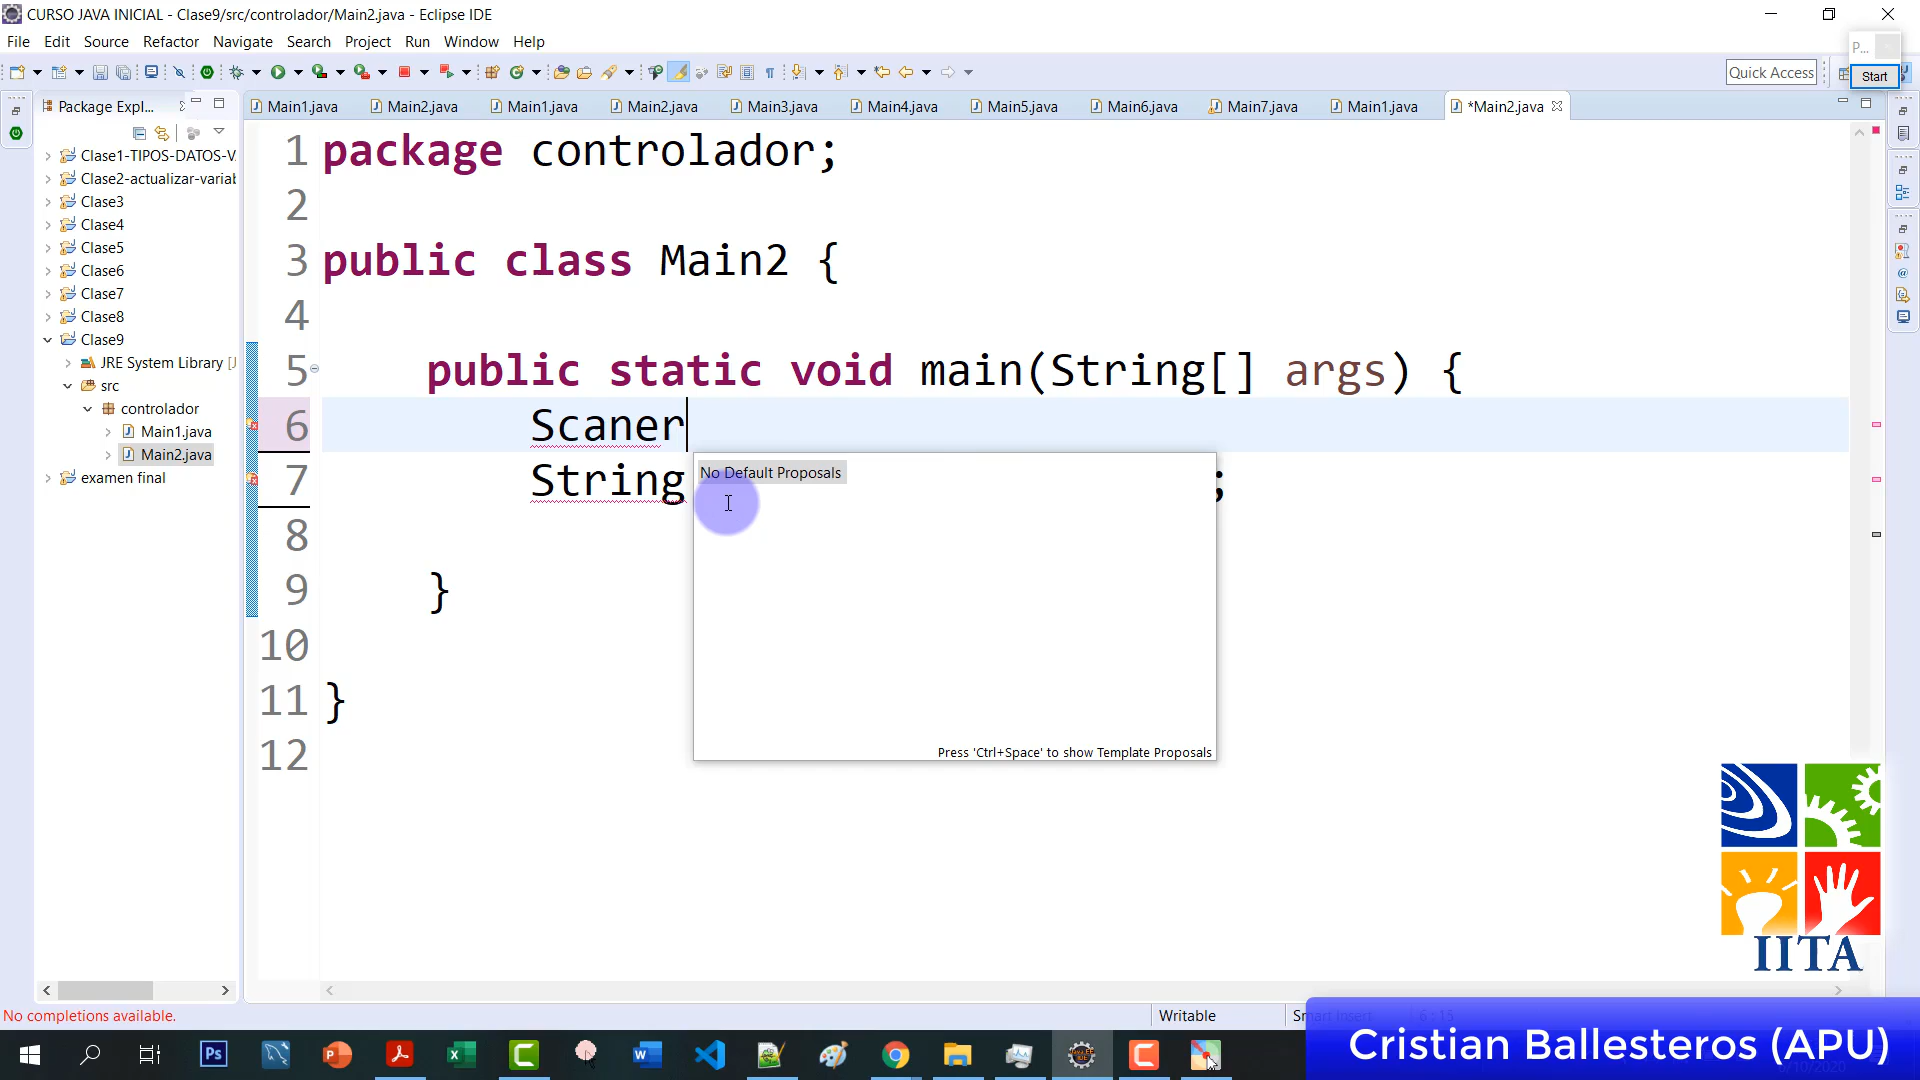 CURSO JAVA INICIAL - Clase9/src/controlador/Main2.java - Eclipse IDE
File Edit Source Refactor Navigate Search Project Run Window Help
P...
Quick Access
Start
Package Expl...
Main1.java Main2.java Main1.java Main2.java Main3.java Main4.java Main5.java Main6.java Main7.java Main1.java *Main2.java
Clase1-TIPOS-DATOS-V
Clase2-actualizar-variab
Clase3
Clase4
Clase5
Clase6
Clase7
Clase8
Clase9
JRE System Library [J
src
controlador
Main1.java
Main2.java
examen final
1 package controlador;
2
3 public class Main2 {
4
5 public static void main(String[] args) {
6 Scaner
7 String ;
8
9 }
10
11 }
12
No Default Proposals
Press 'Ctrl+Space' to show Template Proposals
IITA
No completions available.
Writable
Smart Insert
6 : 15
Cristian Ballesteros (APU)